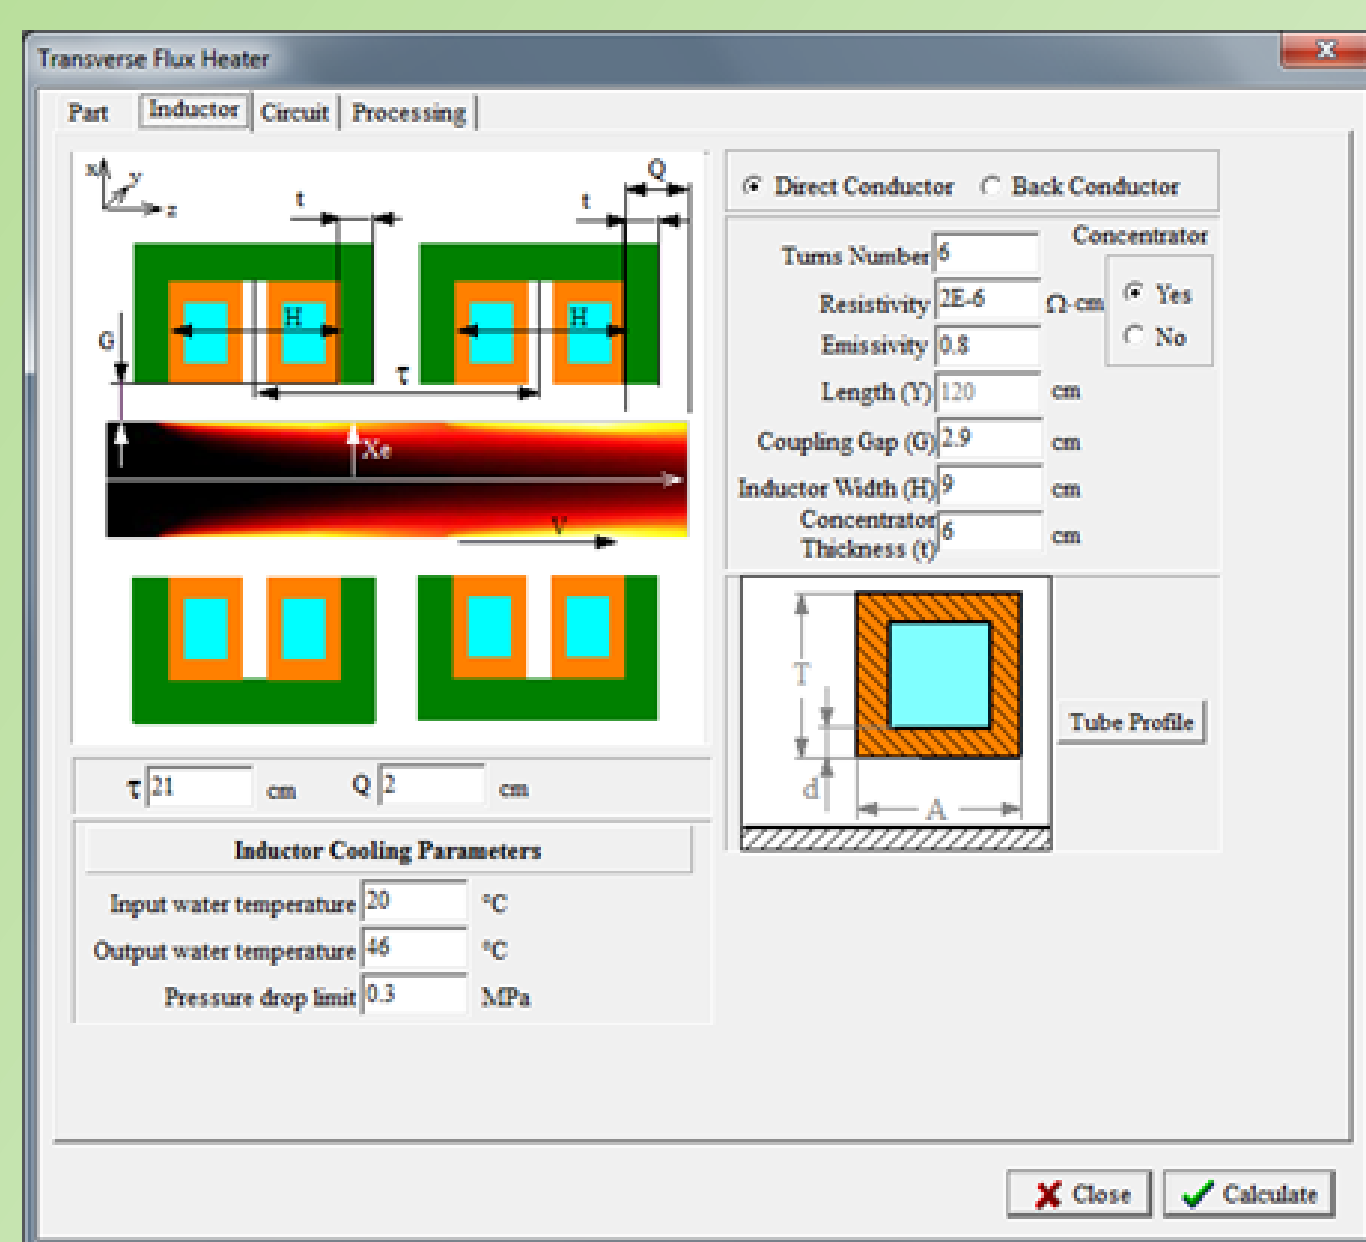 Transverse Flux Heater
Part Inductor Circuit Processing
x y z
t t Q
H H
G
τ
Xe
V
Direct Conductor Back Conductor
Concentrator
Turns Number 6
Yes
Resistivity 2E-6 Ω-cm
No
Emissivity 0.8
Length (Y) 120 cm
Coupling Gap (G) 2.9 cm
Inductor Width (H) 9 cm
Concentrator
Thickness (t) 6 cm
T
d
A
Tube Profile
τ 21 cm Q 2 cm
Inductor Cooling Parameters
Input water temperature 20 °C
Output water temperature 46 °C
Pressure drop limit 0.3 MPa
Close Calculate